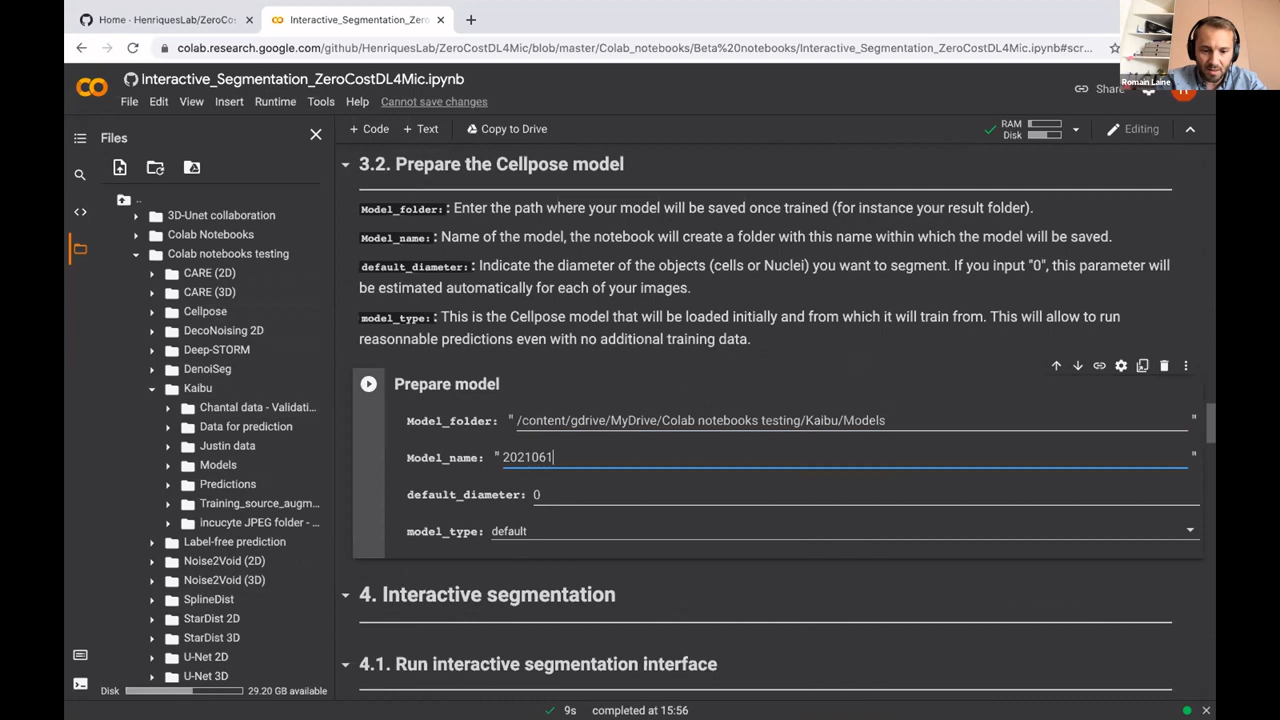 Home · HenriquesLab/ZeroCos
Interactive_Segmentation_Zero
colab.research.google.com/github/HenriquesLab/ZeroCostDL4Mic/blob/master/Colab_notebooks/Beta%20notebooks/Interactive_Segmentation_ZeroCostDL4Mic.ipynb#scr...
Romain Laine
Interactive_Segmentation_ZeroCostDL4Mic.ipynb
File Edit View Insert Runtime Tools Help Cannot save changes
Share
Files
+ Code + Text Copy to Drive
RAM
Disk
Editing
..
3D-Unet collaboration
Colab Notebooks
Colab notebooks testing
CARE (2D)
CARE (3D)
Cellpose
DecoNoising 2D
Deep-STORM
DenoiSeg
Kaibu
Chantal data - Validati...
Data for prediction
Justin data
Models
Predictions
Training_source_augm...
incucyte JPEG folder - ...
Label-free prediction
Noise2Void (2D)
Noise2Void (3D)
SplineDist
StarDist 2D
StarDist 3D
U-Net 2D
U-Net 3D
Disk 29.20 GB available
3.2. Prepare the Cellpose model
Model_folder: : Enter the path where your model will be saved once trained (for instance your result folder).
Model_name: : Name of the model, the notebook will create a folder with this name within which the model will be saved.
default_diameter: : Indicate the diameter of the objects (cells or Nuclei) you want to segment. If you input "0", this parameter will
be estimated automatically for each of your images.
model_type: : This is the Cellpose model that will be loaded initially and from which it will train from. This will allow to run
reasonnable predictions even with no additional training data.
Prepare model
Model_folder: " /content/gdrive/MyDrive/Colab notebooks testing/Kaibu/Models "
Model_name: " 2021061 "
default_diameter: 0
model_type: default
4. Interactive segmentation
4.1. Run interactive segmentation interface
9s completed at 15:56